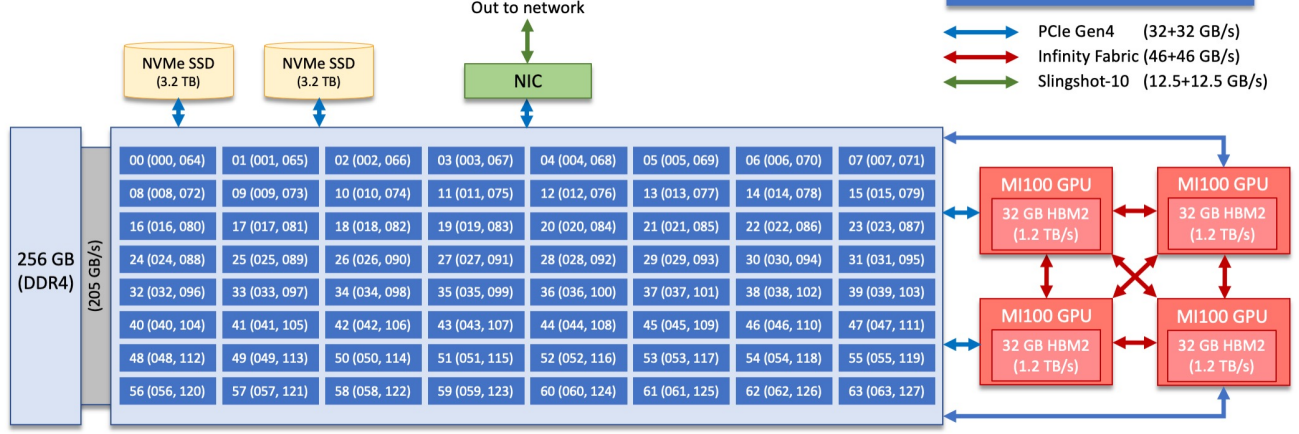 Out to network
PCIe Gen4 (32+32 GB/s)
Infinity Fabric (46+46 GB/s)
Slingshot-10 (12.5+12.5 GB/s)
NVMe SSD
(3.2 TB)
NVMe SSD
(3.2 TB)
NIC
256 GB
(DDR4)
(205 GB/s)
00 (000, 064) 01 (001, 065) 02 (002, 066) 03 (003, 067) 04 (004, 068) 05 (005, 069) 06 (006, 070) 07 (007, 071)
08 (008, 072) 09 (009, 073) 10 (010, 074) 11 (011, 075) 12 (012, 076) 13 (013, 077) 14 (014, 078) 15 (015, 079)
16 (016, 080) 17 (017, 081) 18 (018, 082) 19 (019, 083) 20 (020, 084) 21 (021, 085) 22 (022, 086) 23 (023, 087)
24 (024, 088) 25 (025, 089) 26 (026, 090) 27 (027, 091) 28 (028, 092) 29 (029, 093) 30 (030, 094) 31 (031, 095)
32 (032, 096) 33 (033, 097) 34 (034, 098) 35 (035, 099) 36 (036, 100) 37 (037, 101) 38 (038, 102) 39 (039, 103)
40 (040, 104) 41 (041, 105) 42 (042, 106) 43 (043, 107) 44 (044, 108) 45 (045, 109) 46 (046, 110) 47 (047, 111)
48 (048, 112) 49 (049, 113) 50 (050, 114) 51 (051, 115) 52 (052, 116) 53 (053, 117) 54 (054, 118) 55 (055, 119)
56 (056, 120) 57 (057, 121) 58 (058, 122) 59 (059, 123) 60 (060, 124) 61 (061, 125) 62 (062, 126) 63 (063, 127)
MI100 GPU
32 GB HBM2
(1.2 TB/s)
MI100 GPU
32 GB HBM2
(1.2 TB/s)
MI100 GPU
32 GB HBM2
(1.2 TB/s)
MI100 GPU
32 GB HBM2
(1.2 TB/s)